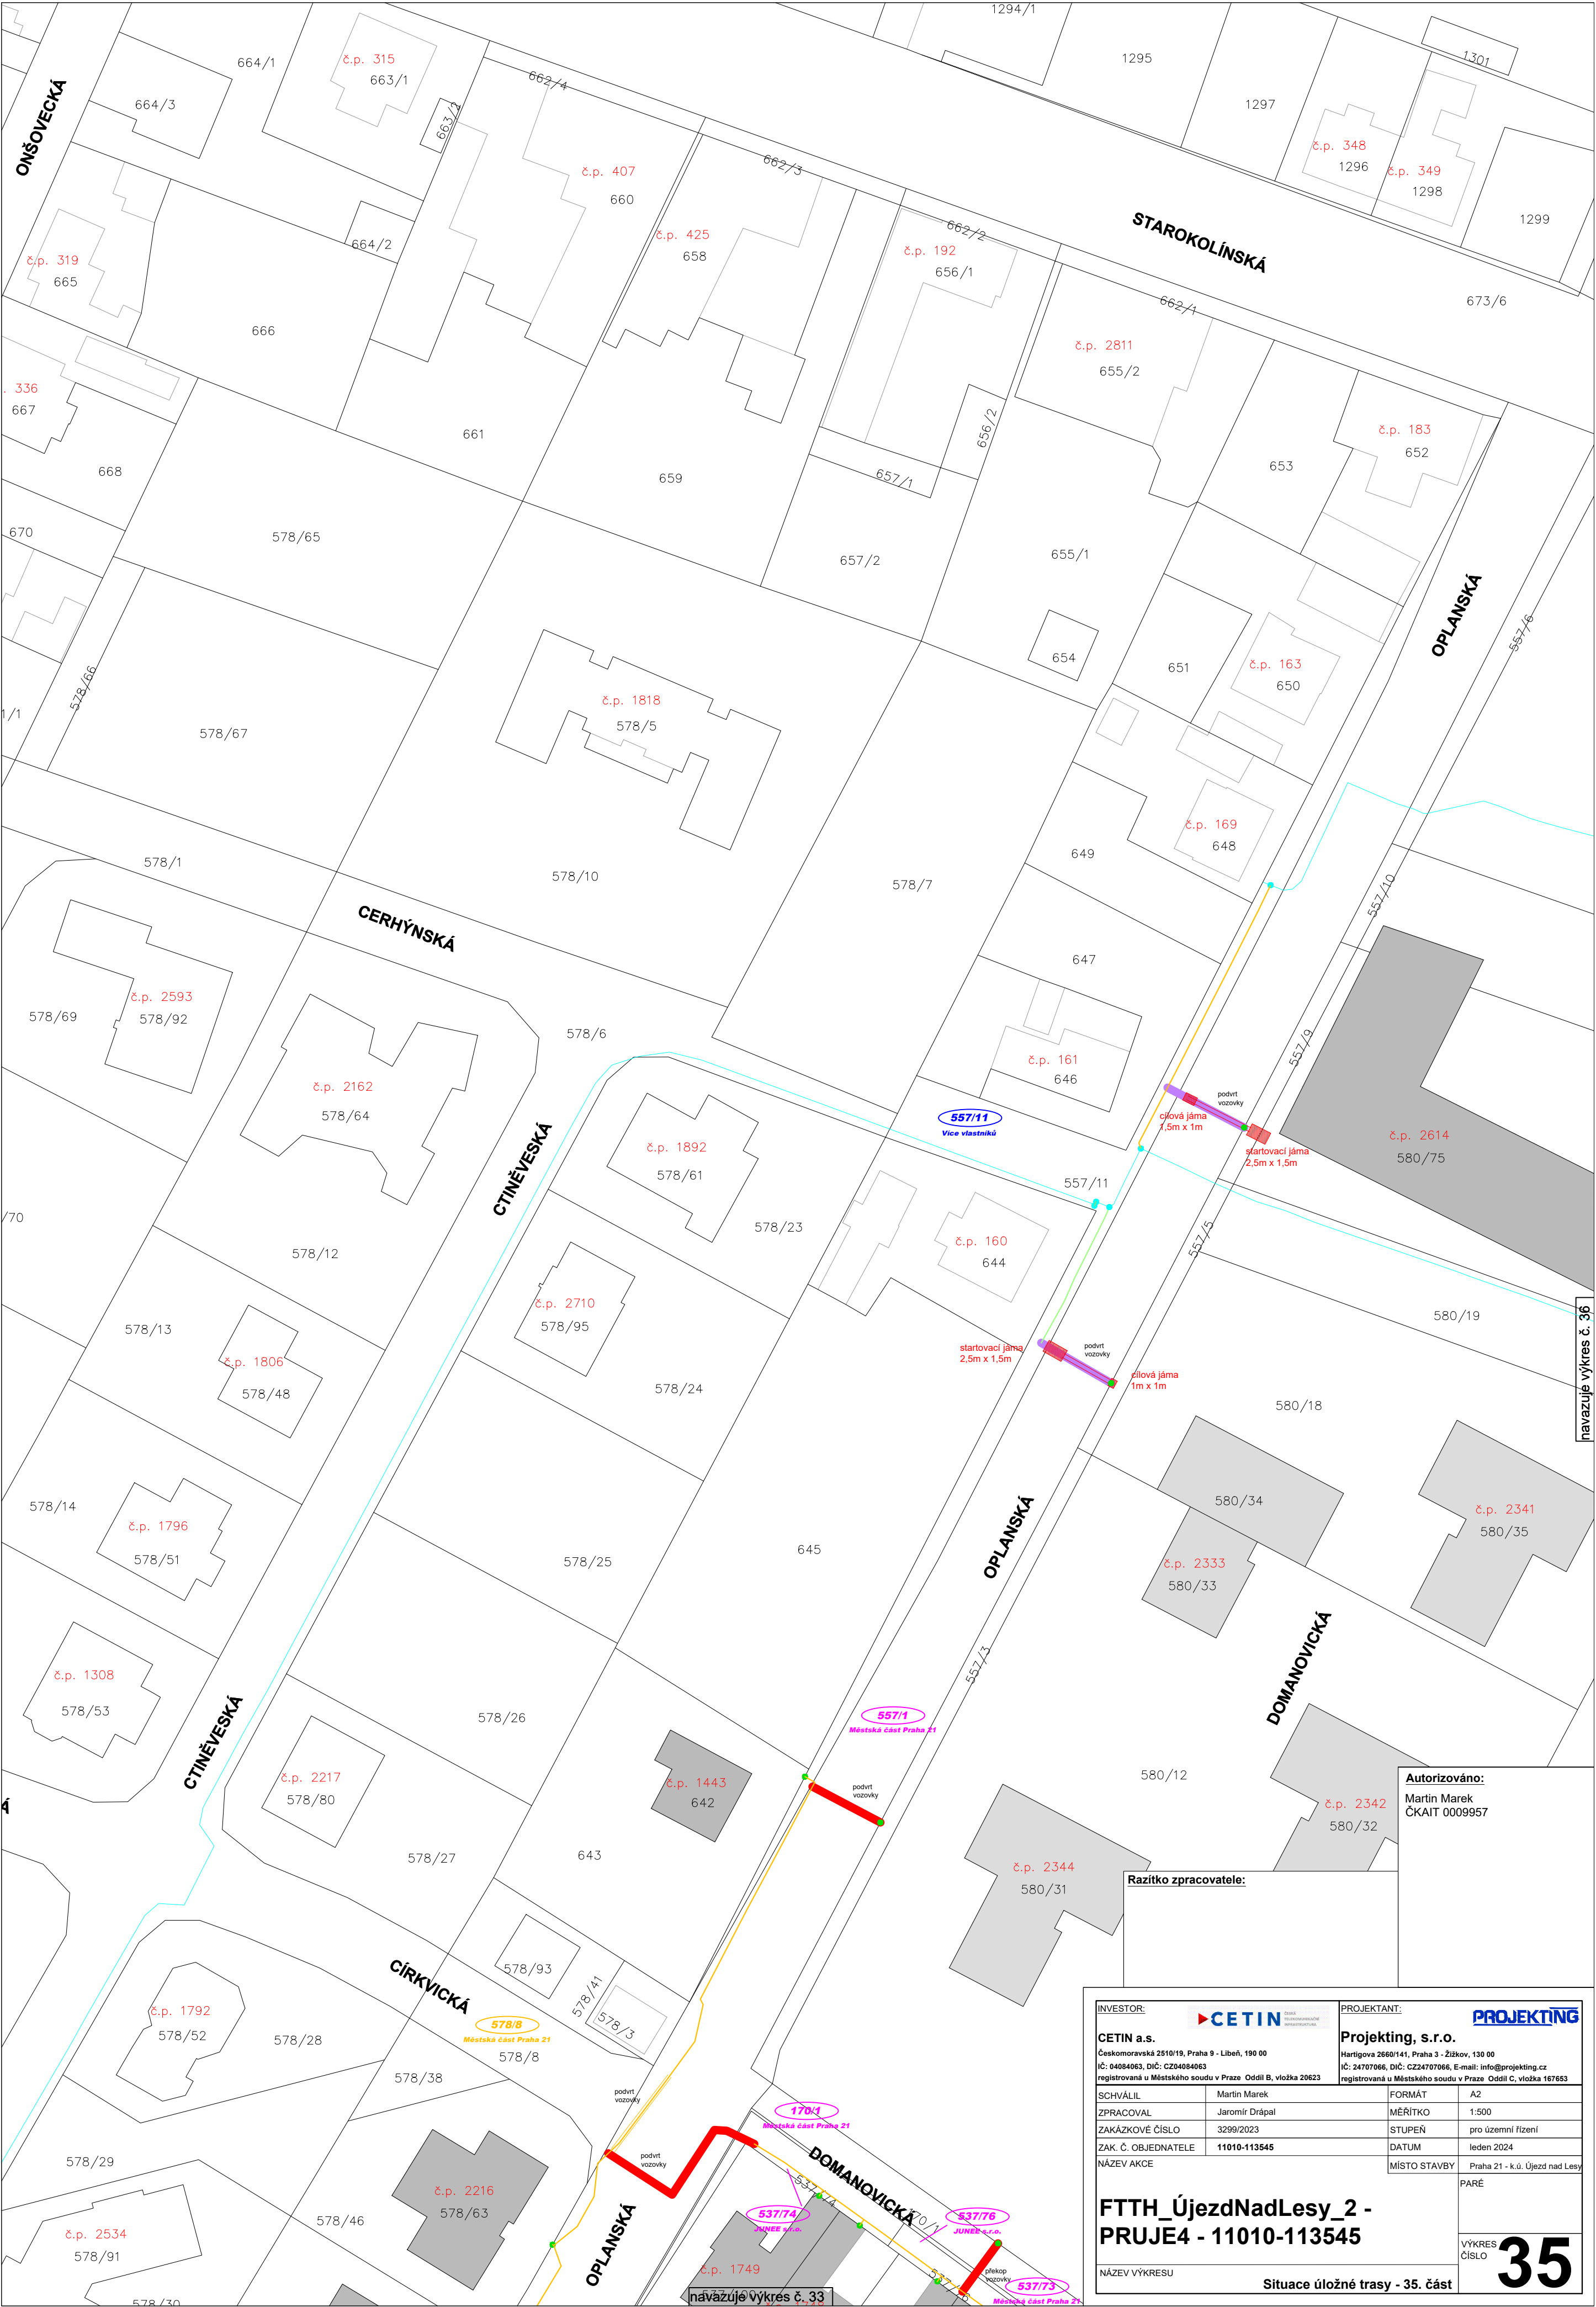 1294/1
ONŠOVECKÁ
664/1
č.p. 315
663/1
1295
1301
662/4
664/3
663/2
1297
č.p. 348
1296
č.p. 349
1298
č.p. 407
660
662/3
1299
č.p. 425
658
662/2
č.p. 192
656/1
STAROKOLÍNSKÁ
664/2
č.p. 319
665
662/1
673/6
666
č.p. 2811
655/2
. 336
667
661
656/2
č.p. 183
652
653
668
659
657/1
670
578/65
657/2
655/1
OPLANSKÁ
557/6
654
651
č.p. 163
650
578/66
1/1
č.p. 1818
578/5
578/67
č.p. 169
648
649
578/1
578/10
578/7
557/10
CERHÝNSKÁ
647
č.p. 2593
578/92
578/69
578/6
557/9
č.p. 161
646
č.p. 2162
578/64
podvrt
vozovky
cílová jáma
1,5m x 1m
557/11
Více vlastníků
startovací jáma
2,5m x 1,5m
č.p. 2614
580/75
CTINĚVESKÁ
č.p. 1892
578/61
557/11
/70
578/12
578/23
č.p. 160
644
557/5
č.p. 2710
578/95
580/19
578/13
č.p. 1806
578/48
navazuje výkres č. 36
startovací jáma
2,5m x 1,5m
podvrt
vozovky
cílová jáma
1m x 1m
578/24
580/18
578/14
č.p. 1796
578/51
580/34
č.p. 2341
580/35
OPLANSKÁ
578/25
645
č.p. 2333
580/33
DOMANOVICKÁ
č.p. 1308
578/53
557/3
578/26
557/1
Městská část Praha 21
CTINĚVESKÁ
č.p. 2217
578/80
č.p. 1443
642
podvrt
vozovky
580/12
Á
č.p. 2342
580/32
Autorizováno:
Martin Marek
ČKAIT 0009957
578/27
643
č.p. 2344
580/31
Razítko zpracovatele:
578/93
CÍRKVICKÁ
578/41
578/3
č.p. 1792
578/52
578/28
578/8
Městská část Praha 21
578/8
578/38
podvrt
vozovky
170/1
Městská část Praha 21
podvrt
vozovky
DOMANOVICKÁ
578/29
537/74
č.p. 2216
578/63
OPLANSKÁ
537/74
JUNEE s.r.o.
170/1
537/76
JUNEE s.r.o.
578/46
č.p. 2534
578/91
č.p. 1749
překop
vozovky
537/73
Městská část Praha 21
navazuje výkres č. 33
578/30
INVESTOR:
CETIN
CETIN a.s.
Českomoravská 2510/19, Praha 9 - Libeň, 190 00
IČ: 04084063, DIČ: CZ04084063
registrovaná u Městského soudu v Praze Oddíl B, vložka 20623
PROJEKTANT:
PROJEKTING
Projekting, s.r.o.
Hartigova 2660/141, Praha 3 - Žižkov, 130 00
IČ: 24707066, DIČ: CZ24707066, E-mail: info@projekting.cz
registrovaná u Městského soudu v Praze Oddíl C, vložka 167653
SCHVÁLIL Martin Marek FORMÁT A2
ZPRACOVAL Jaromír Drápal MĚŘÍTKO 1:500
ZAKÁZKOVÉ ČÍSLO 3299/2023 STUPEŇ pro územní řízení
ZAK. Č. OBJEDNATELE 11010-113545 DATUM leden 2024
NÁZEV AKCE MÍSTO STAVBY Praha 21 - k.ú. Újezd nad Lesy
PARÉ
FTTH_ÚjezdNadLesy_2 -
PRUJE4 - 11010-113545
VÝKRES
ČÍSLO 35
NÁZEV VÝKRESU
Situace úložné trasy - 35. část